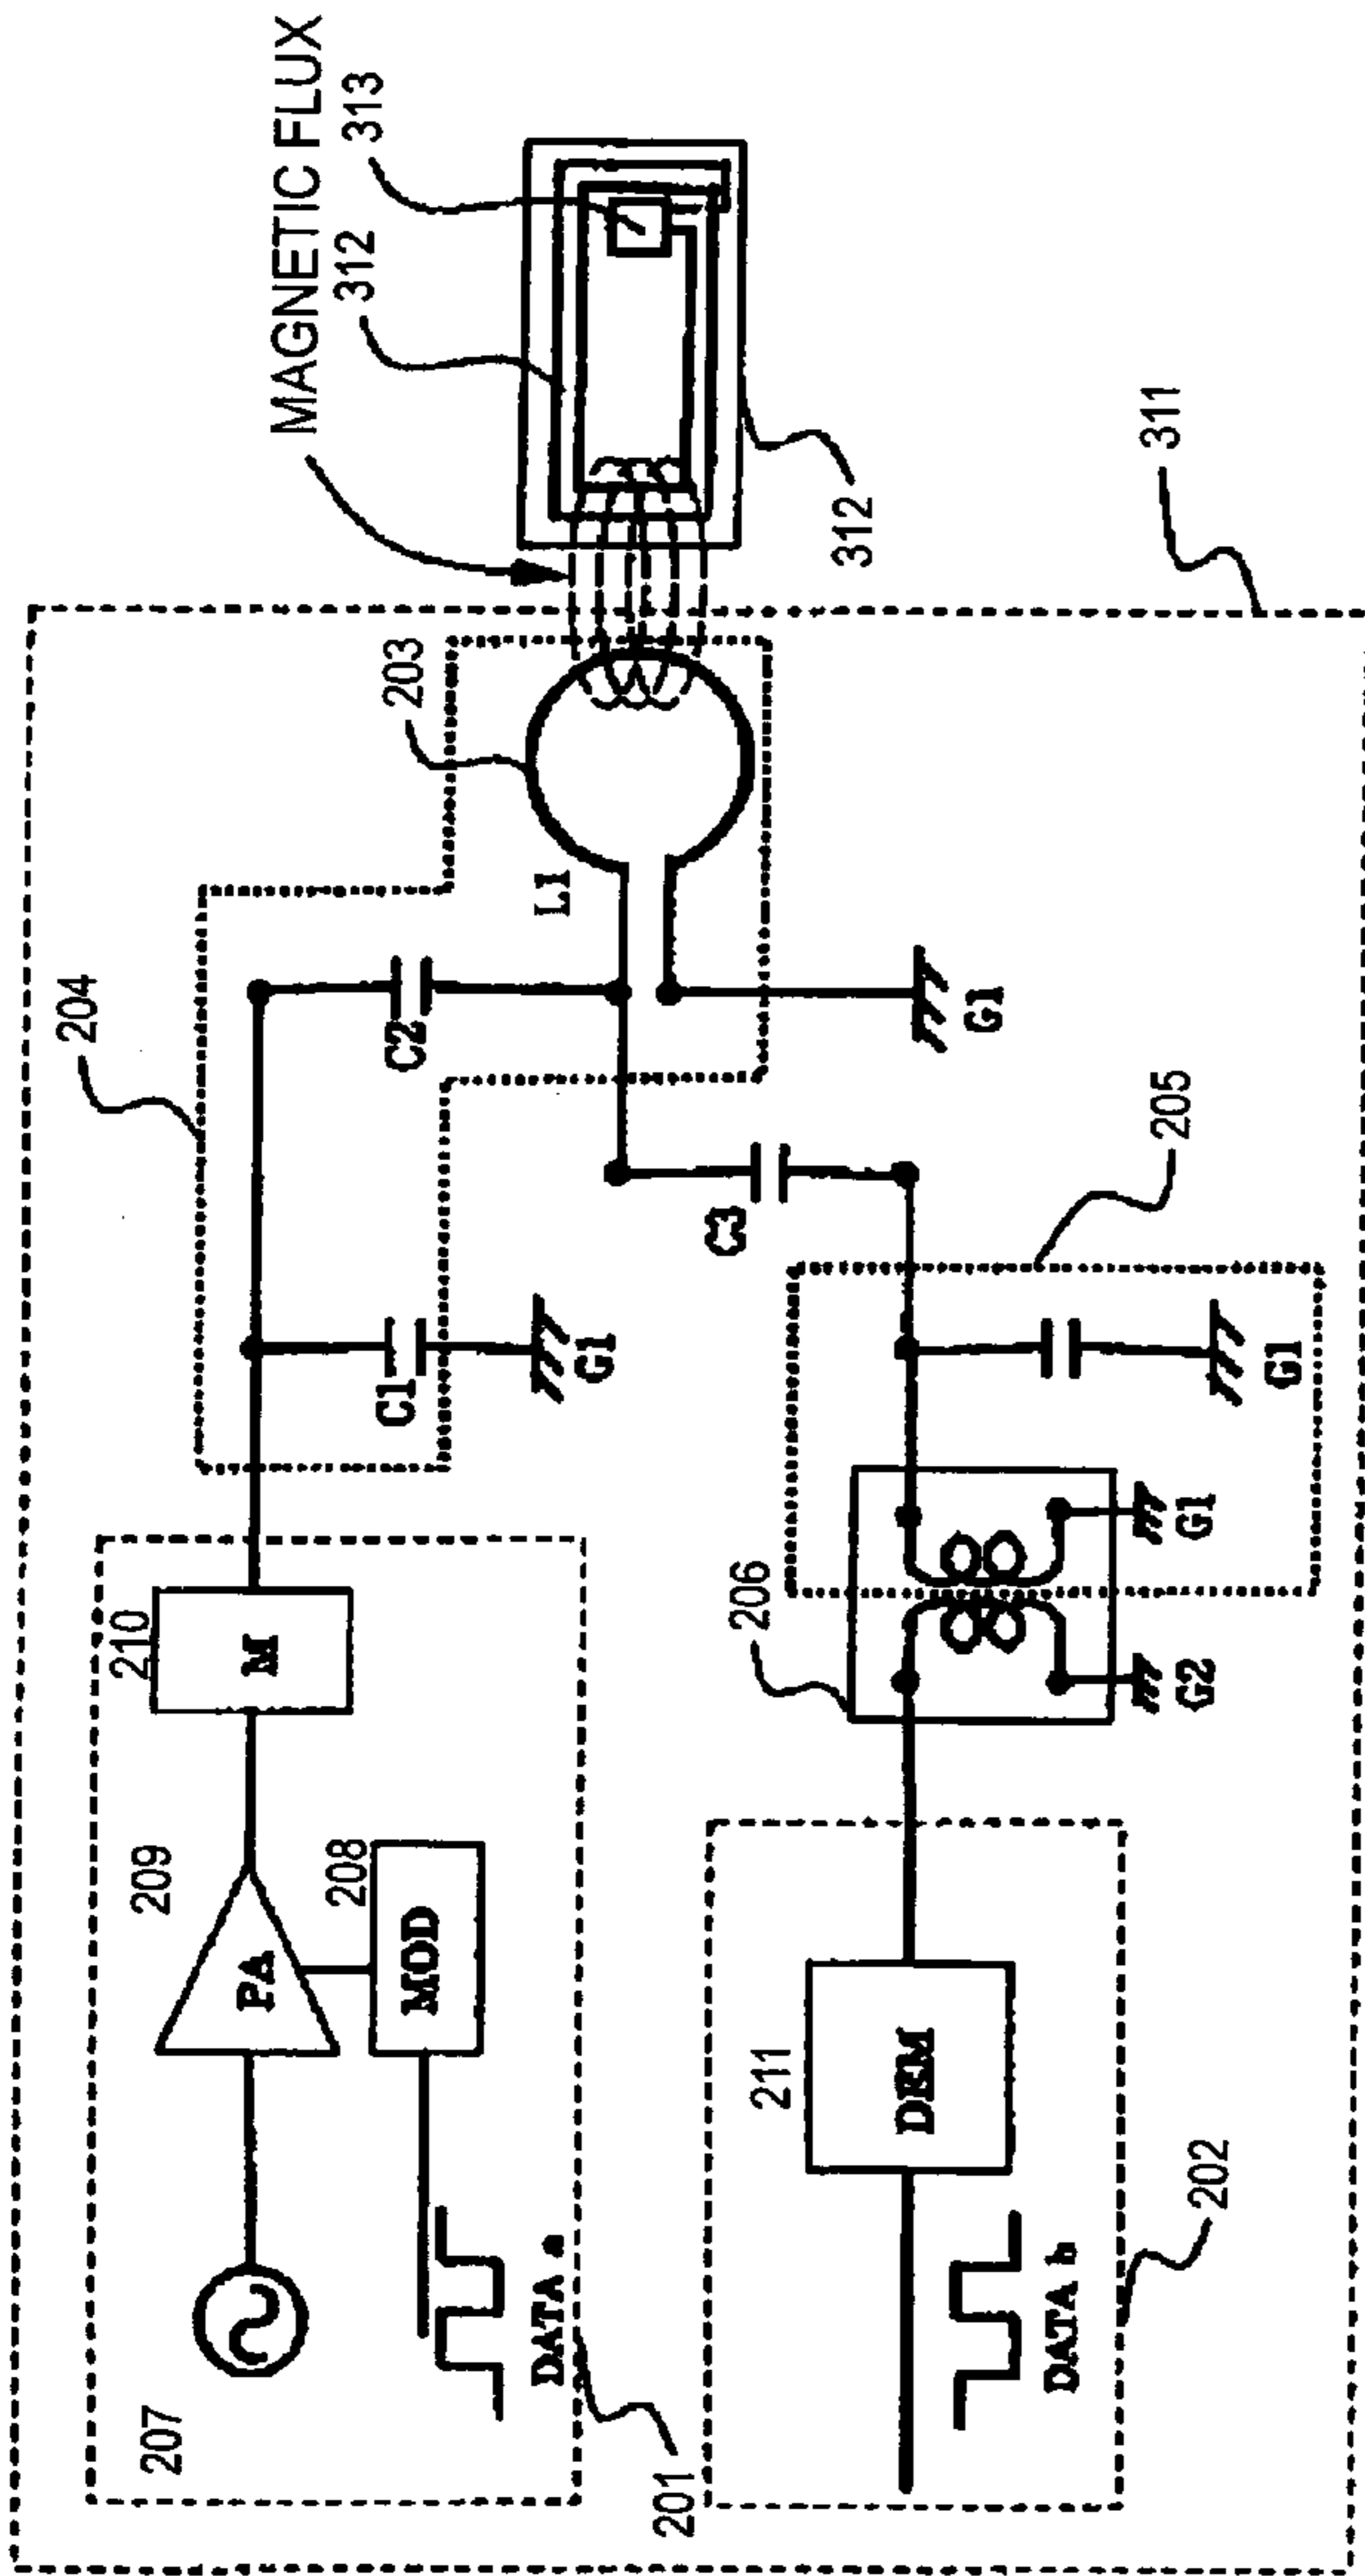 MAGNETIC FLUX
312
313
203
204
L1
C2
G1
312
311
C1
G1
C3
205
G1
210
M
206
G1
G2
209
PA
208
MOD
207
DATA a
201
211
DEM
DATA b
202